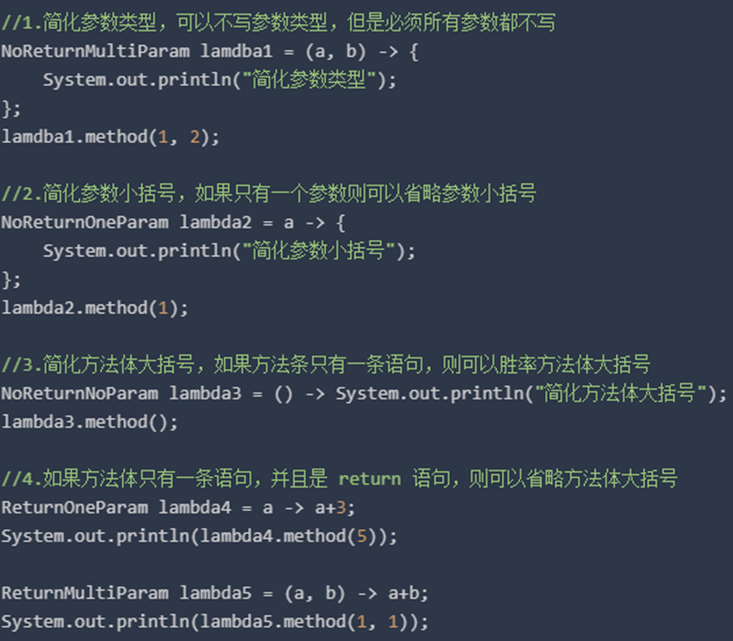 //1.简化参数类型，可以不写参数类型，但是必须所有参数都不写
NoReturnMultiParam lamdba1 = (a, b) -> {
    System.out.println("简化参数类型");
};
lamdba1.method(1, 2);

//2.简化参数小括号，如果只有一个参数则可以省略参数小括号
NoReturnOneParam lambda2 = a -> {
    System.out.println("简化参数小括号");
};
lambda2.method(1);

//3.简化方法体大括号，如果方法条只有一条语句，则可以胜率方法体大括号
NoReturnNoParam lambda3 = () -> System.out.println("简化方法体大括号");
lambda3.method();

//4.如果方法体只有一条语句，并且是 return 语句，则可以省略方法体大括号
ReturnOneParam lambda4 = a -> a+3;
System.out.println(lambda4.method(5));

ReturnMultiParam lambda5 = (a, b) -> a+b;
System.out.println(lambda5.method(1, 1));